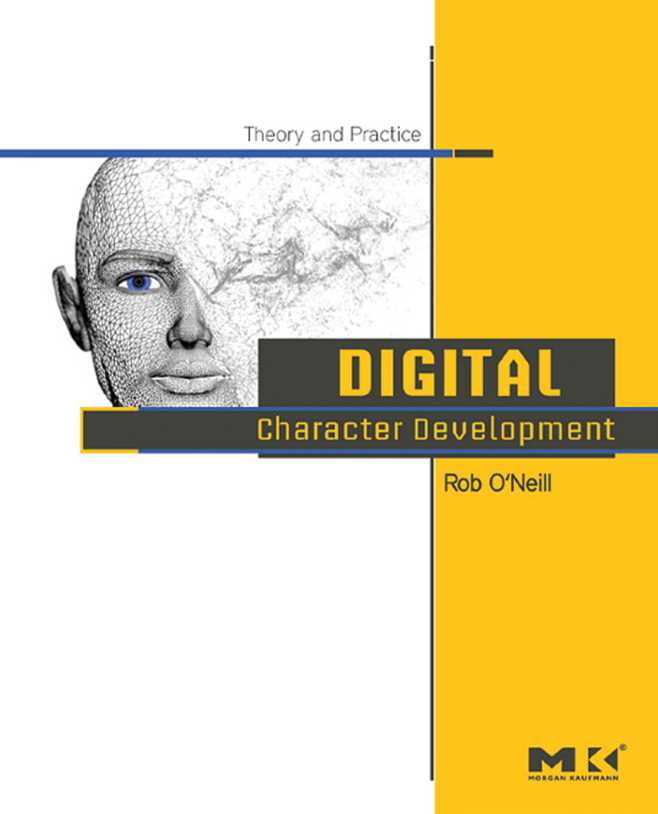 Theory and Practice
DIGITAL
Character Development
Rob O'Neill
MK®
MORGAN KAUFMANN